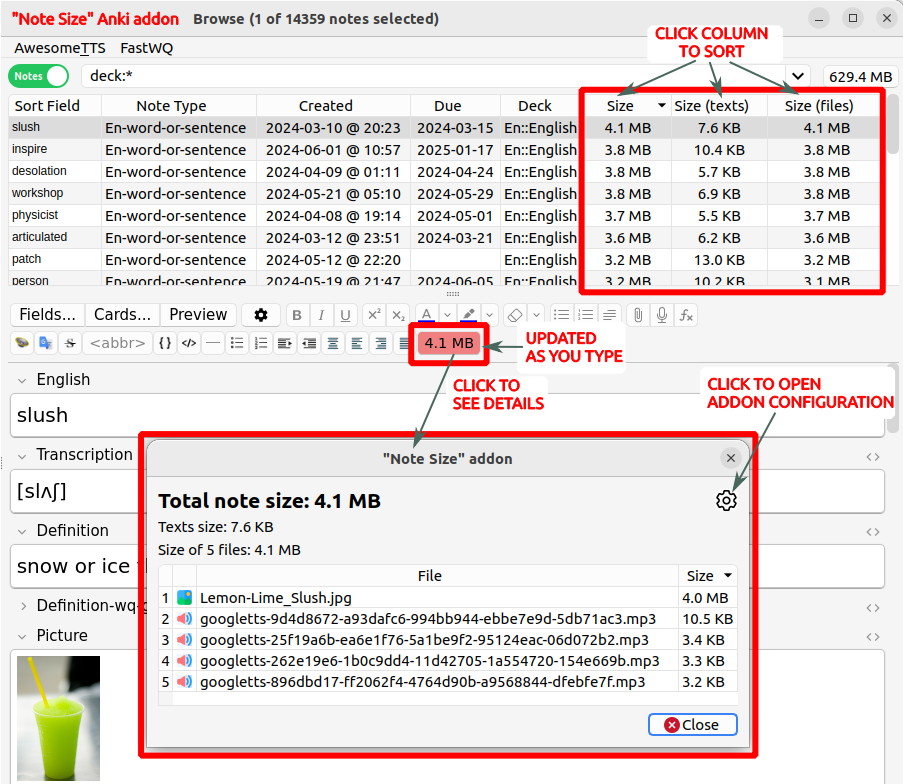 "Note Size" Anki addon Browse (1 of 14359 notes selected)
AwesomeTTS FastWQ
CLICK COLUMN
TO SORT
Notes deck:* 629.4 MB
Sort Field Note Type Created Due Deck Size Size (texts) Size (files)
slush En-word-or-sentence 2024-03-10 @ 20:23 2024-03-15 En::English 4.1 MB 7.6 KB 4.1 MB
inspire En-word-or-sentence 2024-06-01 @ 10:57 2025-01-17 En::English 3.8 MB 10.4 KB 3.8 MB
desolation En-word-or-sentence 2024-04-09 @ 01:11 2024-04-24 En::English 3.8 MB 5.7 KB 3.8 MB
workshop En-word-or-sentence 2024-05-21 @ 05:10 2024-05-29 En::English 3.8 MB 6.9 KB 3.8 MB
physicist En-word-or-sentence 2024-04-08 @ 19:14 2024-05-01 En::English 3.7 MB 5.5 KB 3.7 MB
articulated En-word-or-sentence 2024-03-12 @ 23:51 2024-03-21 En::English 3.6 MB 6.2 KB 3.6 MB
patch En-word-or-sentence 2024-05-12 @ 22:20 En::English 3.2 MB 13.0 KB 3.2 MB
person En-word-or-sentence 2024-05-19 @ 21:47 2024-06-05 En::English 3.2 MB 10.2 KB 3.1 MB
Fields... Cards... Preview B I U x² x₂ A fx
S <abbr> {} </> 4.1 MB
UPDATED
AS YOU TYPE
CLICK TO
SEE DETAILS
CLICK TO OPEN
ADDON CONFIGURATION
English
slush
Transcription
[slʌʃ]
Definition
snow or ice
Definition-wq-
Picture
"Note Size" addon
Total note size: 4.1 MB
Texts size: 7.6 KB
Size of 5 files: 4.1 MB
File Size
1 Lemon-Lime_Slush.jpg 4.0 MB
2 googletts-9d4d8672-a93dafc6-994bb944-ebbe7e9d-5db71ac3.mp3 10.5 KB
3 googletts-25f19a6b-ea6e1f76-5a1be9f2-95124eac-06d072b2.mp3 3.4 KB
4 googletts-262e19e6-1b0c9dd4-11d42705-1a554720-154e669b.mp3 3.3 KB
5 googletts-896dbd17-ff2062f4-4764d90b-a9568844-dfebfe7f.mp3 3.2 KB
Close